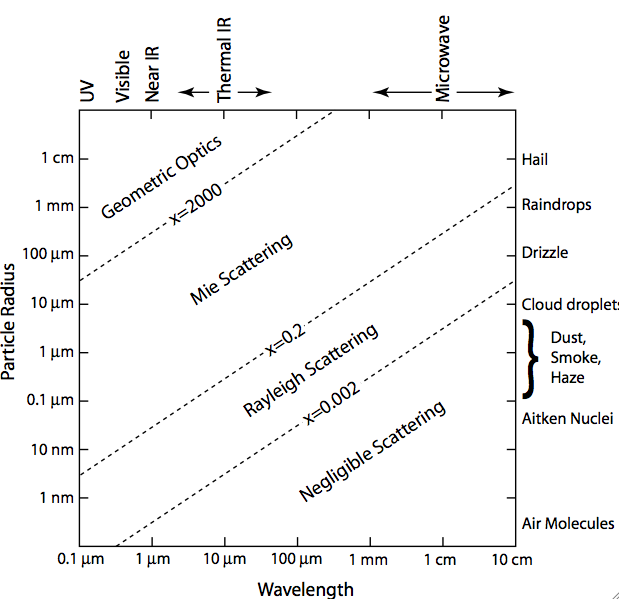 UV
Visible
Near IR
Thermal IR
Microwave
Particle Radius
1 cm
1 mm
100 µm
10 µm
1 µm
0.1 µm
10 nm
1 nm
Geometric Optics
x=2000
Mie Scattering
x=0.2
Rayleigh Scattering
x=0.002
Negligible Scattering
Hail
Raindrops
Drizzle
Cloud droplets
Dust,
Smoke,
Haze
Aitken Nuclei
Air Molecules
0.1 µm 1 µm 10 µm 100 µm 1 mm 1 cm 10 cm
Wavelength